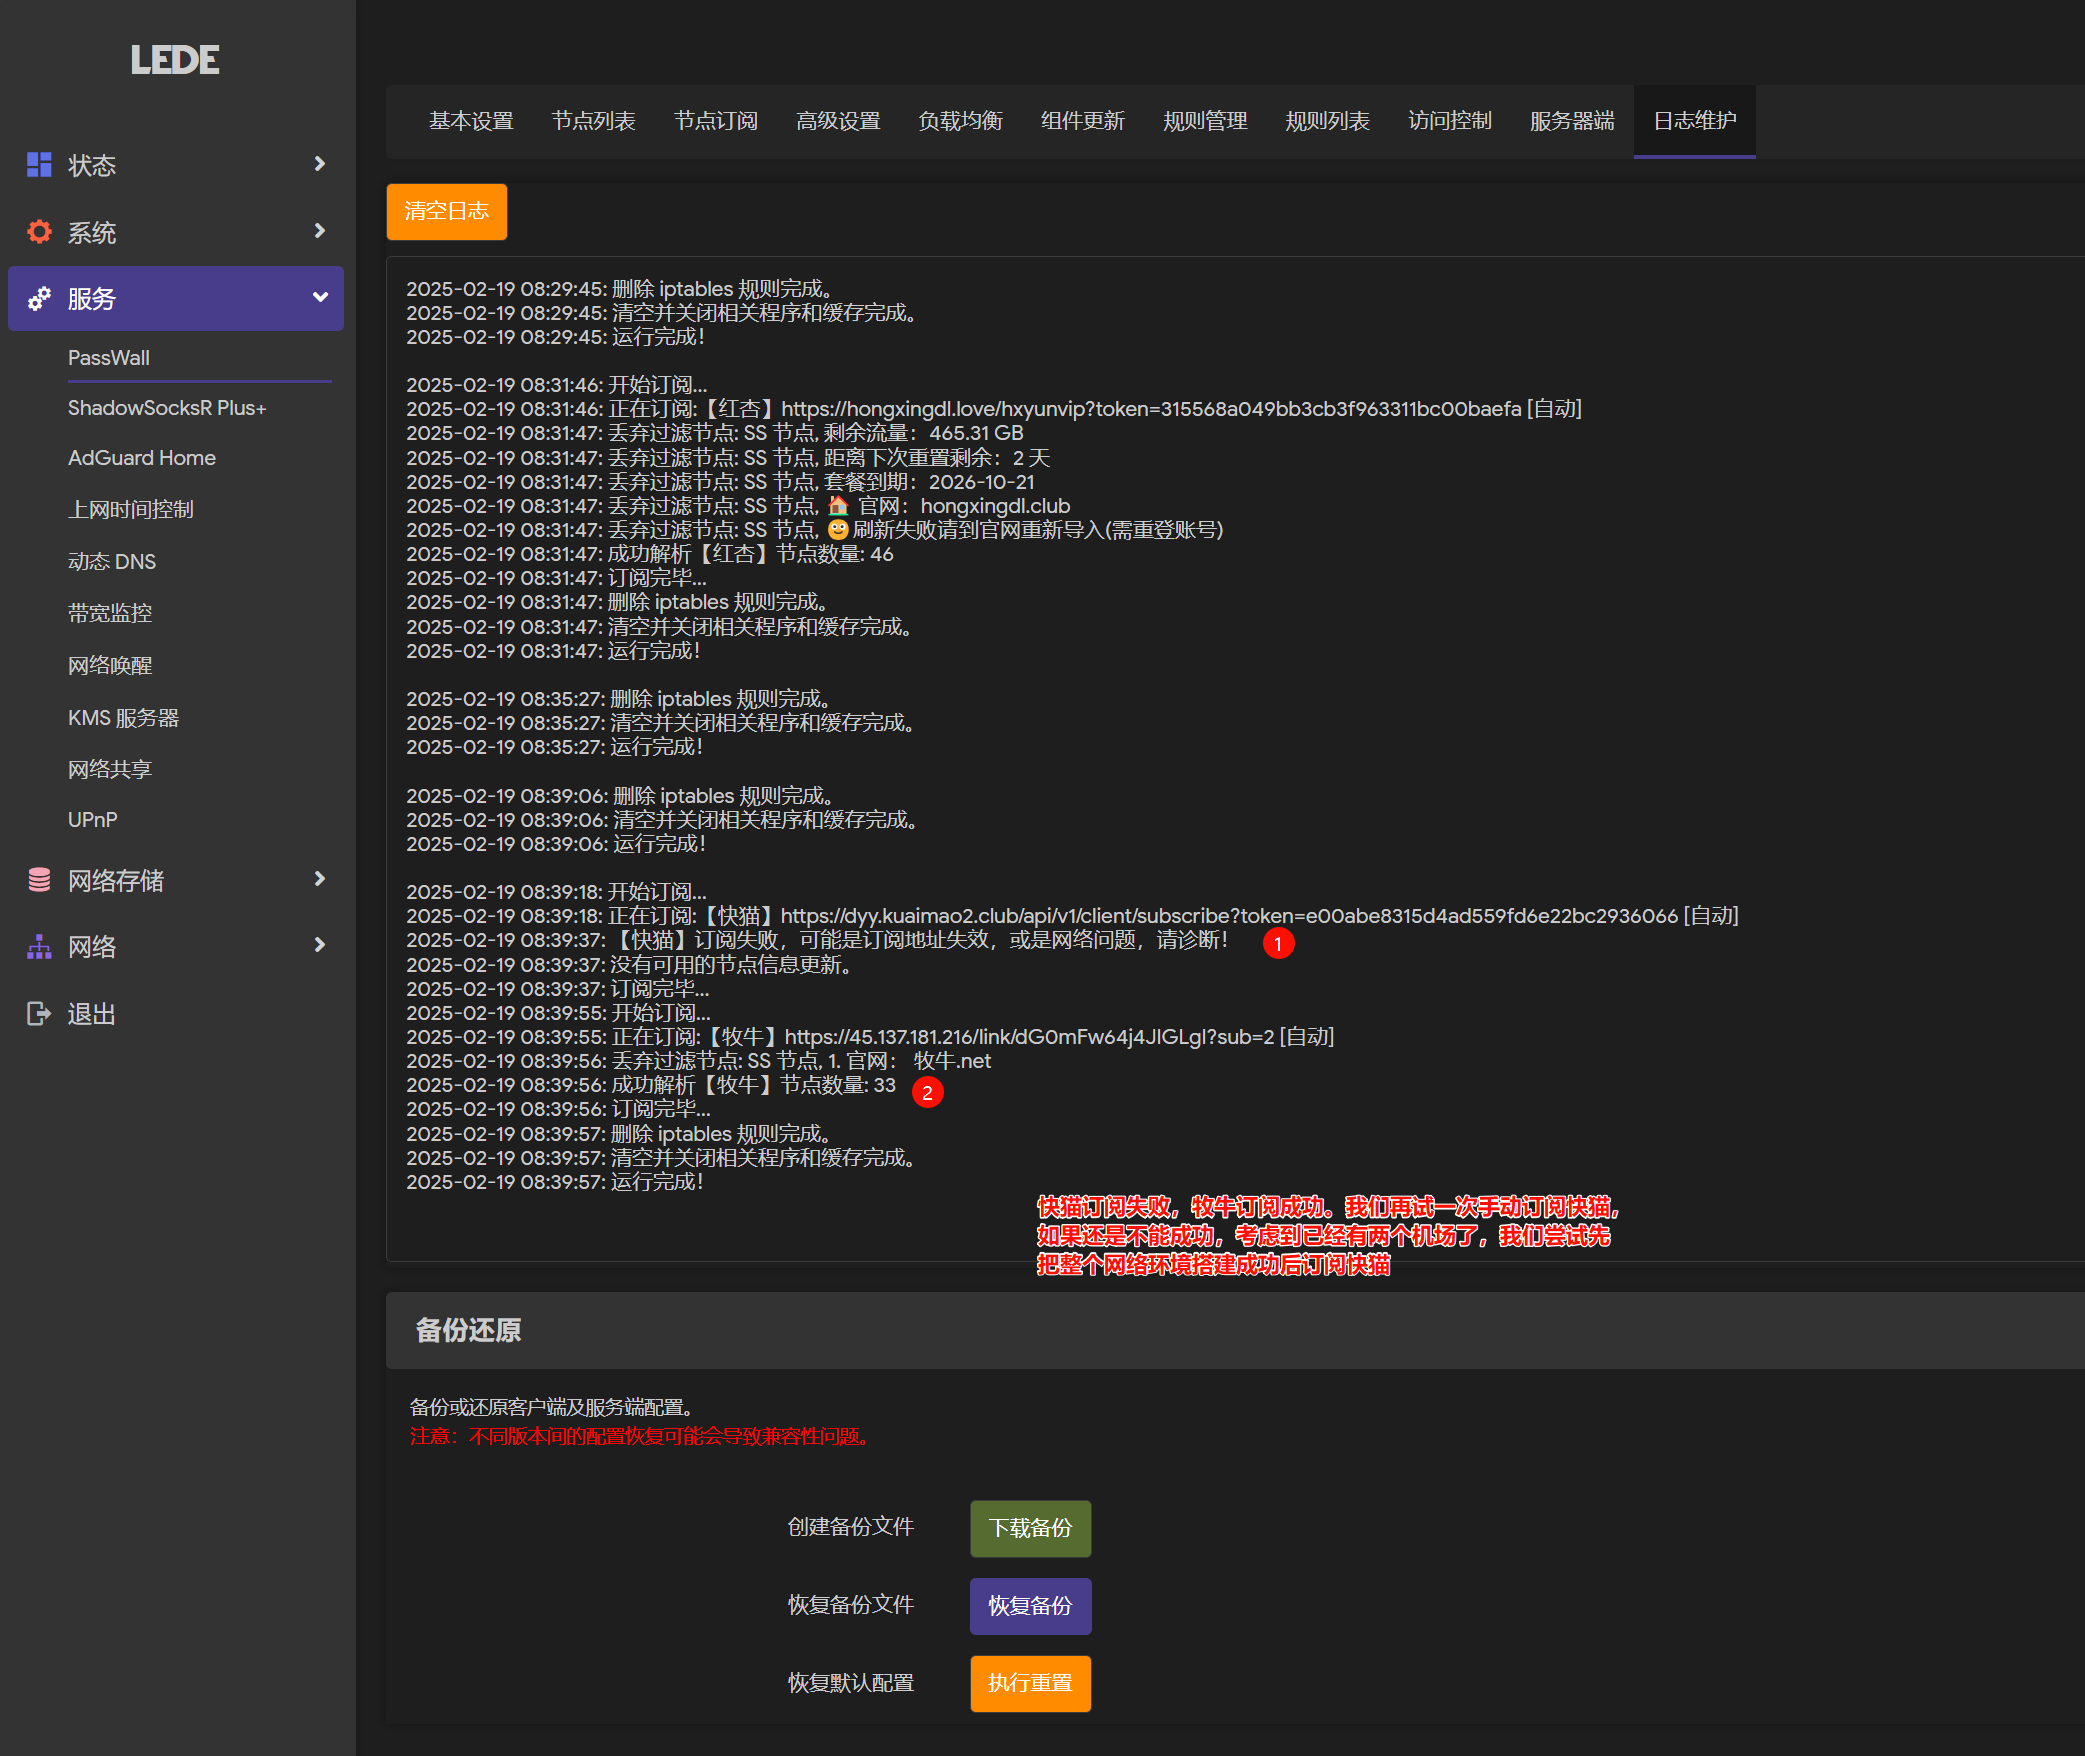 LEDE
状态
系统
服务
PassWall
ShadowSocksR Plus+
AdGuard Home
上网时间控制
动态 DNS
带宽监控
网络唤醒
KMS 服务器
网络共享
UPnP
网络存储
网络
退出
基本设置 节点列表 节点订阅 高级设置 负载均衡 组件更新 规则管理 规则列表 访问控制 服务器端 日志维护
清空日志
2025-02-19 08:29:45: 删除 iptables 规则完成。
2025-02-19 08:29:45: 清空并关闭相关程序和缓存完成。
2025-02-19 08:29:45: 运行完成！
2025-02-19 08:31:46: 开始订阅...
2025-02-19 08:31:46: 正在订阅:【红杏】https://hongxingdl.love/hxyunvip?token=315568a049bb3cb3f963311bc00baefa [自动]
2025-02-19 08:31:47: 丢弃过滤节点: SS 节点, 剩余流量：465.31 GB
2025-02-19 08:31:47: 丢弃过滤节点: SS 节点, 距离下次重置剩余：2 天
2025-02-19 08:31:47: 丢弃过滤节点: SS 节点, 套餐到期：2026-10-21
2025-02-19 08:31:47: 丢弃过滤节点: SS 节点, 🏠 官网：hongxingdl.club
2025-02-19 08:31:47: 丢弃过滤节点: SS 节点, 🙂刷新失败请到官网重新导入(需重登账号)
2025-02-19 08:31:47: 成功解析【红杏】节点数量: 46
2025-02-19 08:31:47: 订阅完毕...
2025-02-19 08:31:47: 删除 iptables 规则完成。
2025-02-19 08:31:47: 清空并关闭相关程序和缓存完成。
2025-02-19 08:31:47: 运行完成！
2025-02-19 08:35:27: 删除 iptables 规则完成。
2025-02-19 08:35:27: 清空并关闭相关程序和缓存完成。
2025-02-19 08:35:27: 运行完成！
2025-02-19 08:39:06: 删除 iptables 规则完成。
2025-02-19 08:39:06: 清空并关闭相关程序和缓存完成。
2025-02-19 08:39:06: 运行完成！
2025-02-19 08:39:18: 开始订阅...
2025-02-19 08:39:18: 正在订阅:【快猫】https://dyy.kuaimao2.club/api/v1/client/subscribe?token=e00abe8315d4ad559fd6e22bc2936066 [自动]
2025-02-19 08:39:37: 【快猫】订阅失败，可能是订阅地址失效，或是网络问题，请诊断！ 1
2025-02-19 08:39:37: 没有可用的节点信息更新。
2025-02-19 08:39:37: 订阅完毕...
2025-02-19 08:39:55: 开始订阅...
2025-02-19 08:39:55: 正在订阅:【牧牛】https://45.137.181.216/link/dG0mFw64j4JlGLgl?sub=2 [自动]
2025-02-19 08:39:56: 丢弃过滤节点: SS 节点, 1. 官网： 牧牛.net
2025-02-19 08:39:56: 成功解析【牧牛】节点数量: 33 2
2025-02-19 08:39:56: 订阅完毕...
2025-02-19 08:39:57: 删除 iptables 规则完成。
2025-02-19 08:39:57: 清空并关闭相关程序和缓存完成。
2025-02-19 08:39:57: 运行完成！
快猫订阅失败，牧牛订阅成功。我们再试一次手动订阅快猫，
如果还是不能成功，考虑到已经有两个机场了，我们尝试先
把整个网络环境搭建成功后订阅快猫
备份还原
备份或还原客户端及服务端配置。
注意：不同版本间的配置恢复可能会导致兼容性问题。
创建备份文件 下载备份
恢复备份文件 恢复备份
恢复默认配置 执行重置